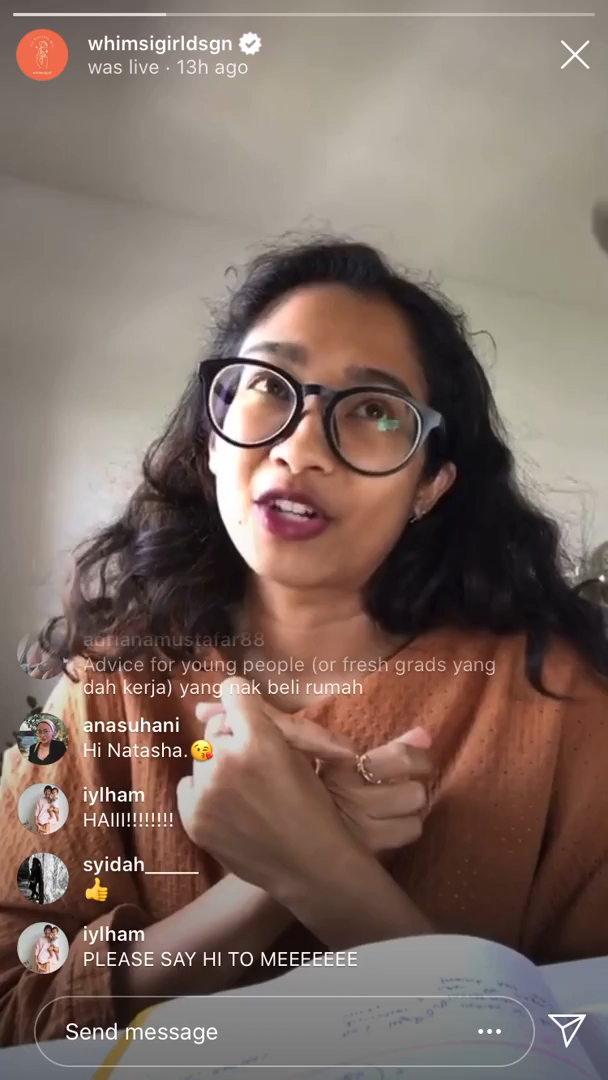 whimsigirldsgn
was live · 13h ago
adrianamustafar88
Advice for young people (or fresh grads yang
dah kerja) yang nak beli rumah
anasuhani
Hi Natasha.😘
iylham
HAIII!!!!!!!!
syidah_____
👍
iylham
PLEASE SAY HI TO MEEEEEEE
Send message